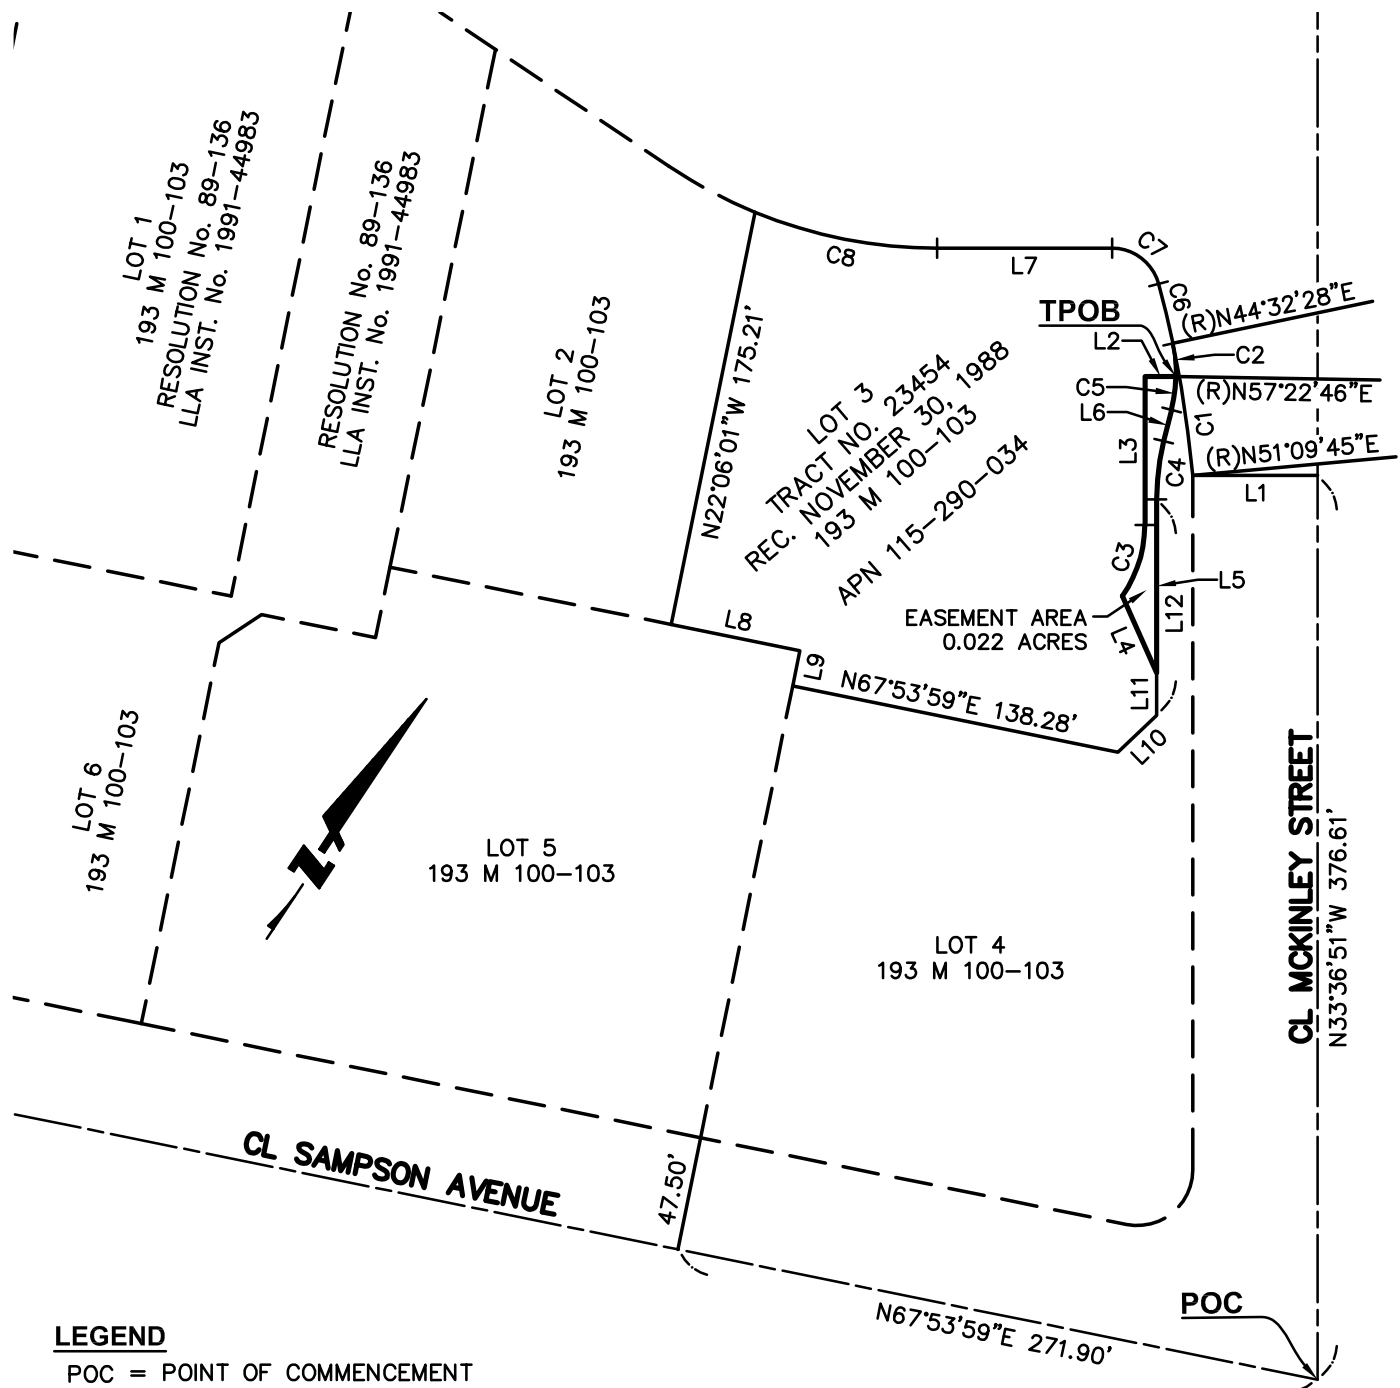 LOT 1
193 M 100-103
RESOLUTION No. 89-136
LLA INST. No. 1991-44983
RESOLUTION No. 89-136
LLA INST. No. 1991-44983
LOT 2
193 M 100-103
N22°06'01"W 175.21'
C8
L7
C7
C6
TPOB
(R)N44°32'28"E
L2
C2
C5
(R)N57°22'46"E
L6
C1
L3
(R)N51°09'45"E
C4
L1
LOT 3
TRACT NO. 23454
REC. NOVEMBER 30, 1988
193 M 100-103
APN 115-290-034
C3
L5
EASEMENT AREA
0.022 ACRES
L12
L4
L8
L9
L11
N67°53'59"E 138.28'
L10
LOT 6
193 M 100-103
N
LOT 5
193 M 100-103
LOT 4
193 M 100-103
CL MCKINLEY STREET
N33°36'51"W 376.61'
CL SAMPSON AVENUE
47.50'
N67°53'59"E 271.90'
POC
LEGEND
POC = POINT OF COMMENCEMENT